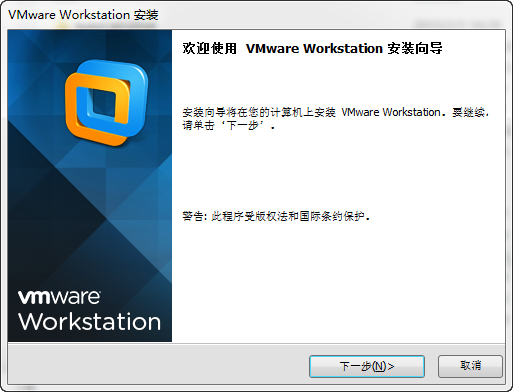 VMware Workstation 安装
欢迎使用 VMware Workstation 安装向导
安装向导将在您的计算机上安装 VMware Workstation。要继续,
请单击‘下一步’。
警告: 此程序受版权法和国际条约保护。
vmware
Workstation
下一步(N)>
取消